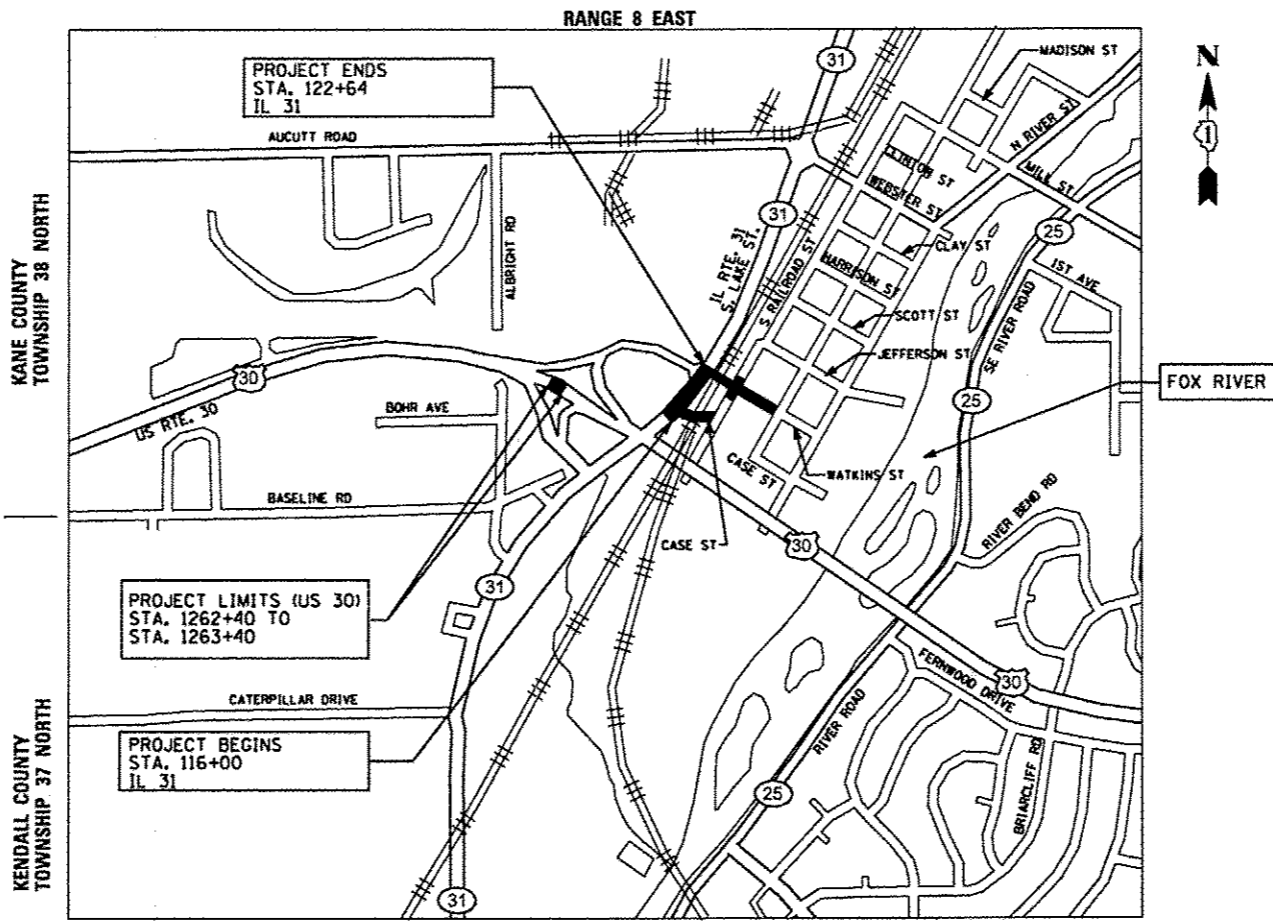 RANGE 8 EAST
MADISON ST
N
31
PROJECT ENDS
STA. 122+64
IL 31
N RIVER ST
AUCUTT ROAD
1
CLINTON ST
MILL ST
WEBSTER ST
KANE COUNTY
TOWNSHIP 38 NORTH
31
25
CLAY ST
ALBRIGHT RD
IL RTE. 31
S. LAKE ST.
S RAILROAD ST
HARRISON ST
1ST AVE
SCOTT ST
SE RIVER ROAD
JEFFERSON ST
30
US RTE. 30
FOX RIVER
25
BOHR AVE
CASE ST
WATKINS ST
BASELINE RD
RIVER BEND RD
CASE ST
30
31
PROJECT LIMITS (US 30)
STA. 1262+40 TO
STA. 1263+40
FERNWOOD DRIVE
30
CATERPILLAR DRIVE
RIVER ROAD
PROJECT BEGINS
STA. 116+00
IL 31
BRIARCLIFF RD
25
KENDALL COUNTY
TOWNSHIP 37 NORTH
31